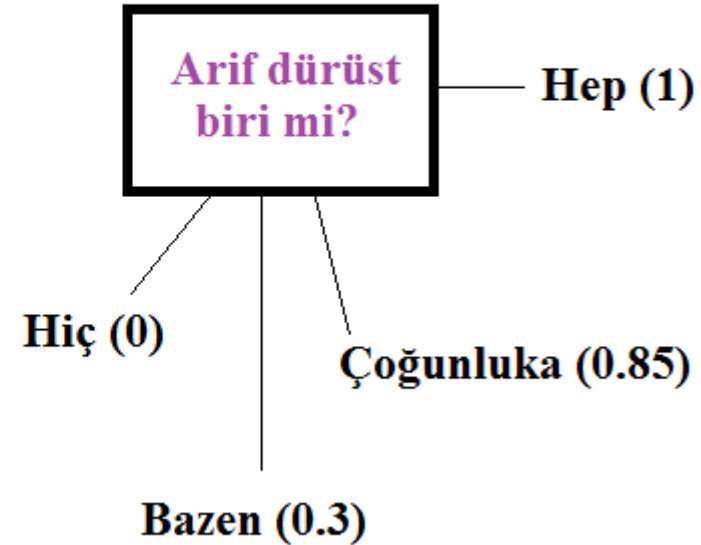 Arif dürüst
biri mi?
Hep (1)
Hiç (0)
Çoğunluka (0.85)
Bazen (0.3)